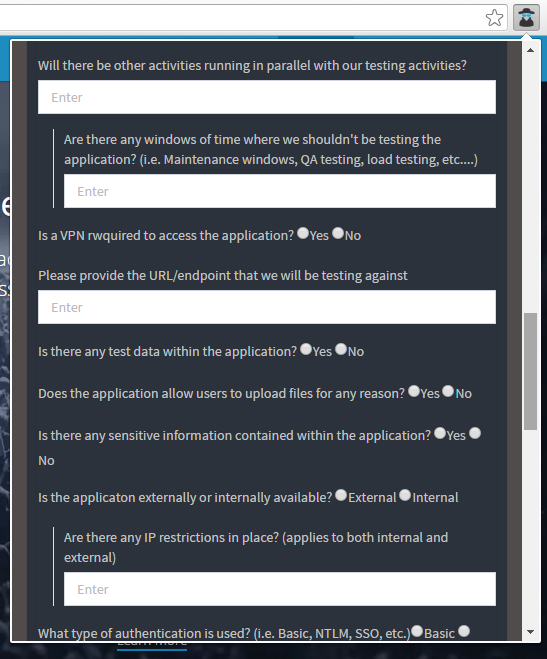 Will there be other activities running in parallel with our testing activities?
Enter
Are there any windows of time where we shouldn't be testing the
application? (i.e. Maintenance windows, QA testing, load testing, etc....)
Enter
Is a VPN rwquired to access the application? Yes No
Please provide the URL/endpoint that we will be testing against
Enter
Is there any test data within the application? Yes No
Does the application allow users to upload files for any reason? Yes No
Is there any sensitive information contained within the application? Yes
No
Is the applicaton externally or internally available? External Internal
Are there any IP restrictions in place? (applies to both internal and
external)
Enter
What type of authentication is used? (i.e. Basic, NTLM, SSO, etc.) Basic
Learn more